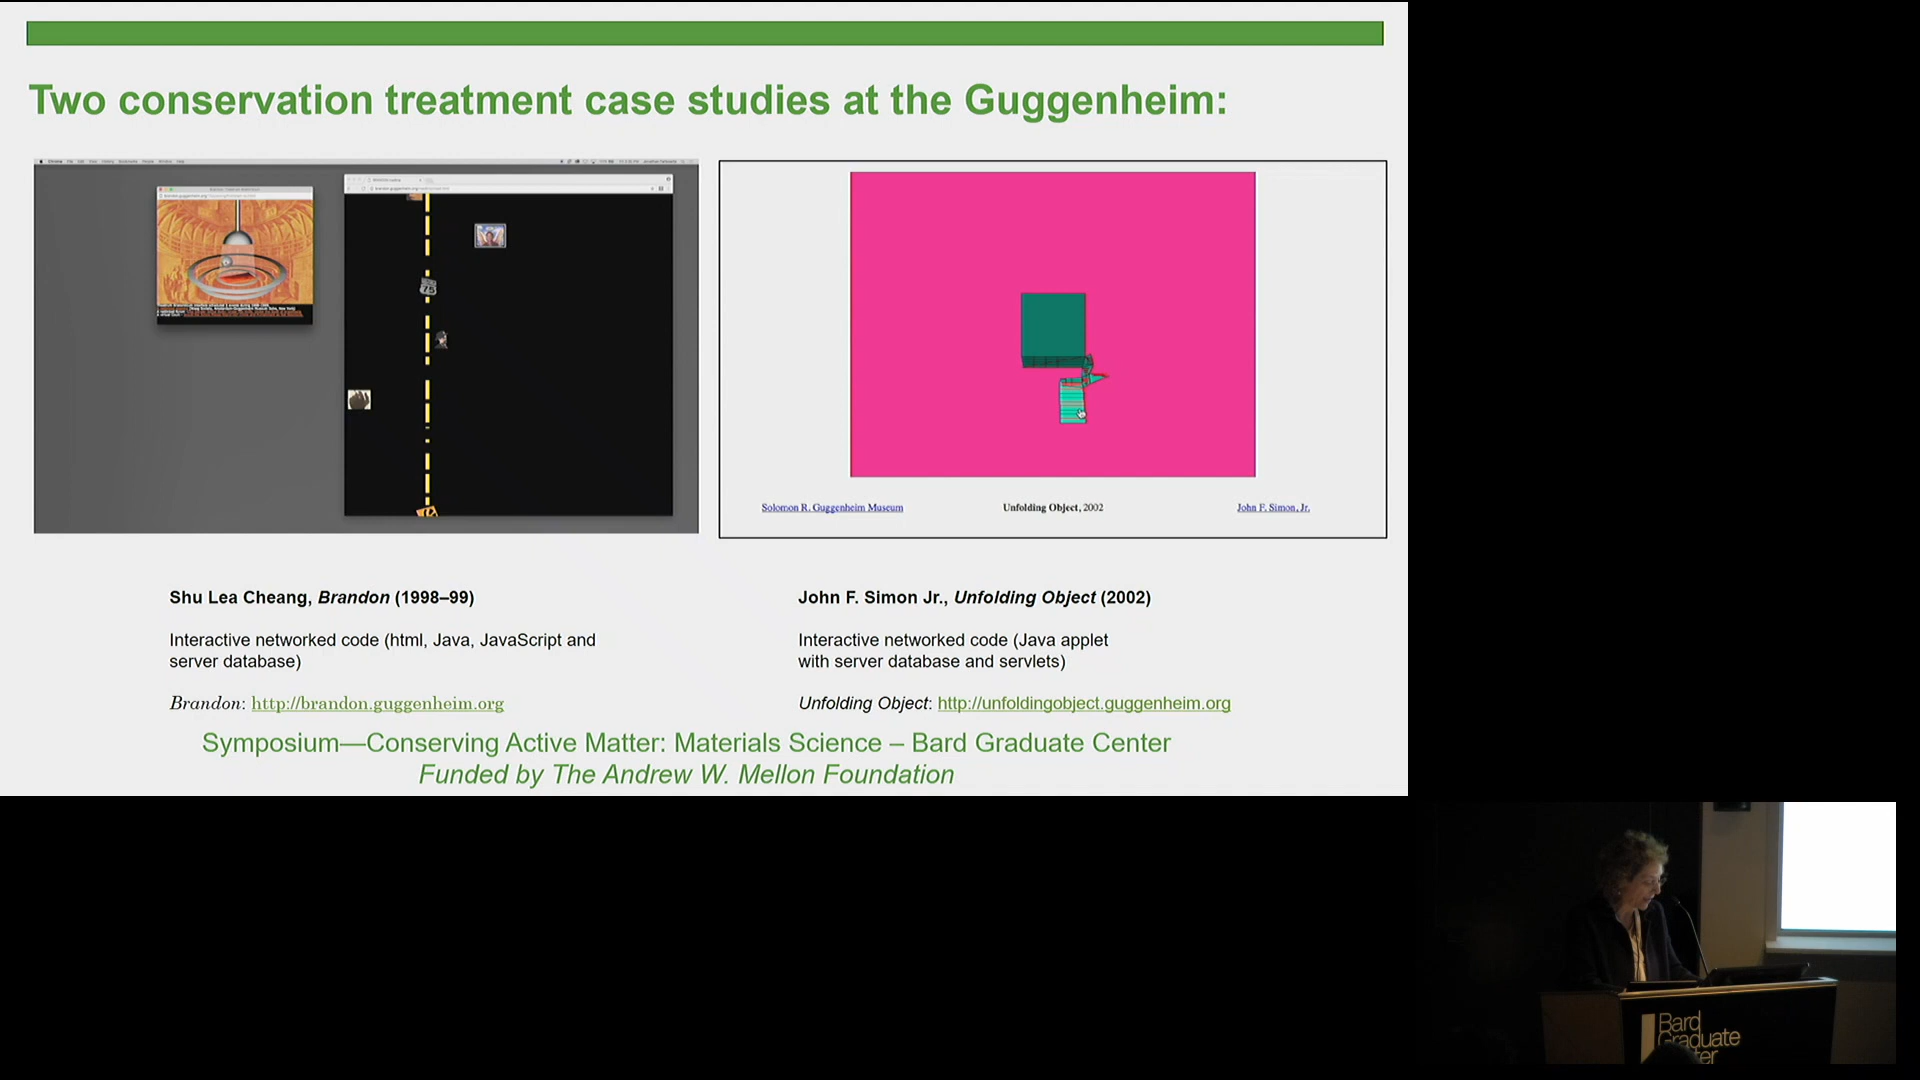 Two conservation treatment case studies at the Guggenheim:
75
Solomon R. Guggenheim Museum
Unfolding Object, 2002
John F. Simon, Jr.
Shu Lea Cheang, Brandon (1998–99)
Interactive networked code (html, Java, JavaScript and
server database)
Brandon: http://brandon.guggenheim.org
John F. Simon Jr., Unfolding Object (2002)
Interactive networked code (Java applet
with server database and servlets)
Unfolding Object: http://unfoldingobject.guggenheim.org
Symposium—Conserving Active Matter: Materials Science – Bard Graduate Center
Funded by The Andrew W. Mellon Foundation
Bard
Graduate